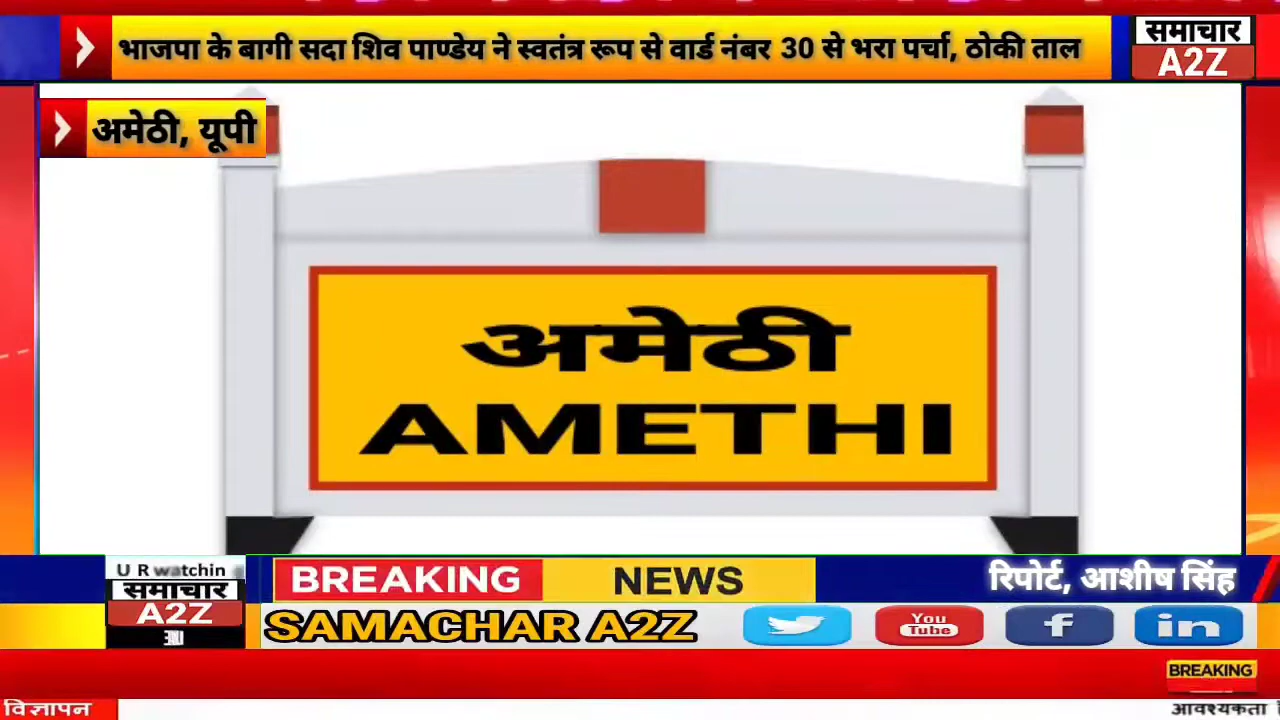 भाजपा के बागी सदा शिव पाण्डेय ने स्वतंत्र रूप से वार्ड नंबर 30 से भरा पर्चा, ठोकी ताल
समाचार
A2Z
अमेठी, यूपी
अमेठी
AMETHI
U R watchin
समाचार
A2Z
BREAKING NEWS
रिपोर्ट, आशीष सिंह
SAMACHAR A2Z
You
Tube
f
in
BREAKING
विज्ञापन
आवश्यकता